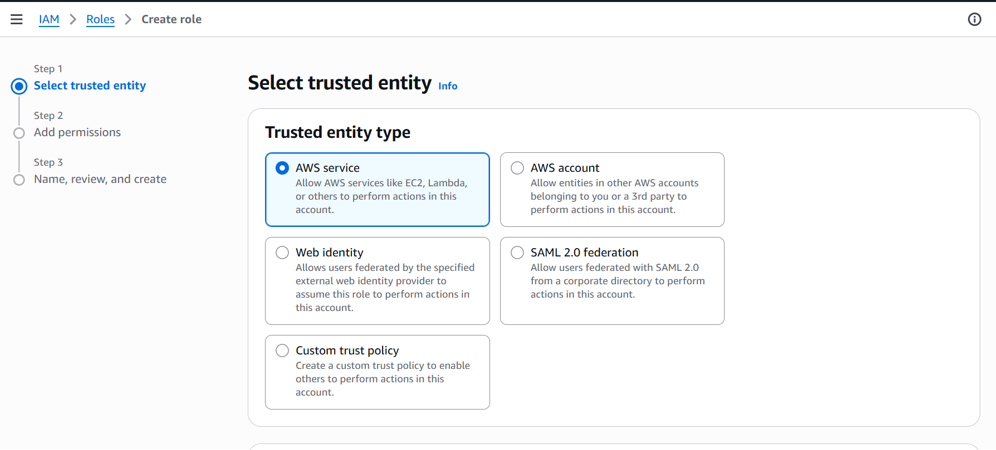 IAM > Roles > Create role
Step 1
Select trusted entity
Step 2
Add permissions
Step 3
Name, review, and create
Select trusted entity Info
Trusted entity type
AWS service
Allow AWS services like EC2, Lambda,
or others to perform actions in this
account.
AWS account
Allow entities in other AWS accounts
belonging to you or a 3rd party to
perform actions in this account.
Web identity
Allows users federated by the specified
external web identity provider to
assume this role to perform actions in
this account.
SAML 2.0 federation
Allow users federated with SAML 2.0
from a corporate directory to perform
actions in this account.
Custom trust policy
Create a custom trust policy to enable
others to perform actions in this
account.